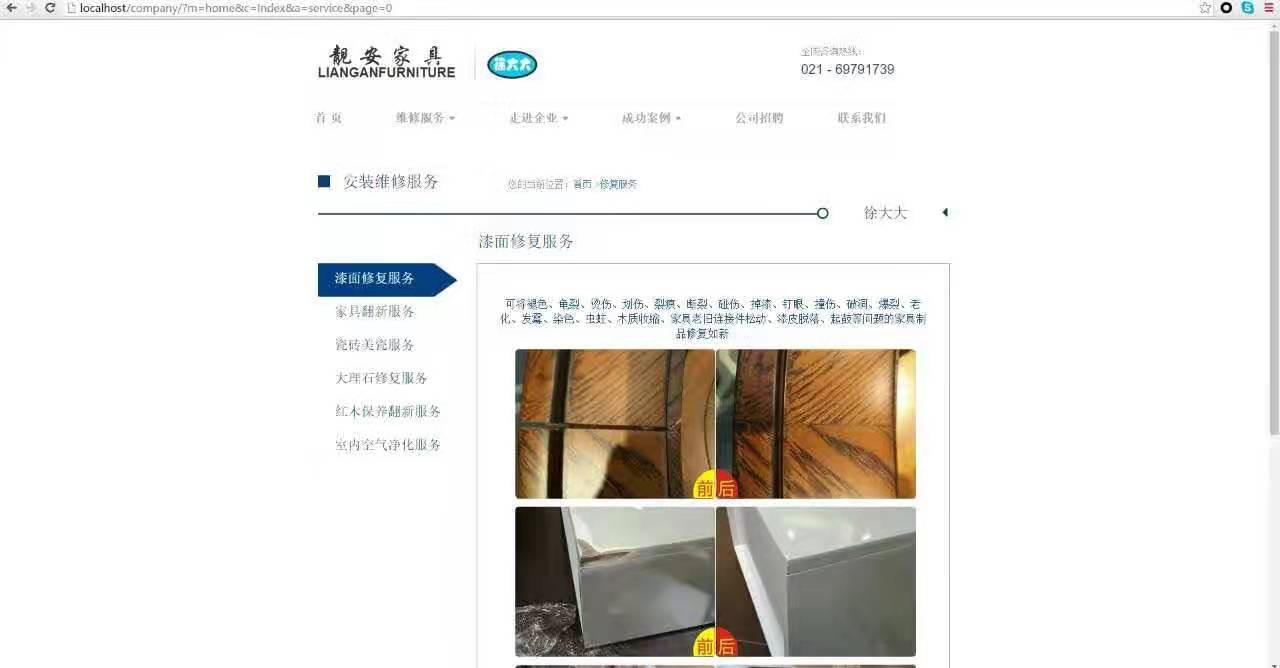 localhost/company/?m=home&c=Index&a=service&page=0
靓安家具
LIANGANFURNITURE
徐大大
全国咨询热线：
021 - 69791739
首 页 维修服务 走进企业 成功案例 公司招聘 联系我们
安装维修服务
您的当前位置：首页 >修复服务
徐大大
漆面修复服务
漆面修复服务
家具翻新服务
瓷砖美瓷服务
大理石修复服务
红木保养翻新服务
室内空气净化服务
可将褪色、龟裂、烫伤、划伤、裂痕、断裂、碰伤、掉漆、钉眼、撞伤、破洞、爆裂、老
化、发霉、染色、虫蛀、木质收缩、家具老旧连接件松动、漆皮脱落、起鼓等问题的家具制
品修复如新
前 后
前 后